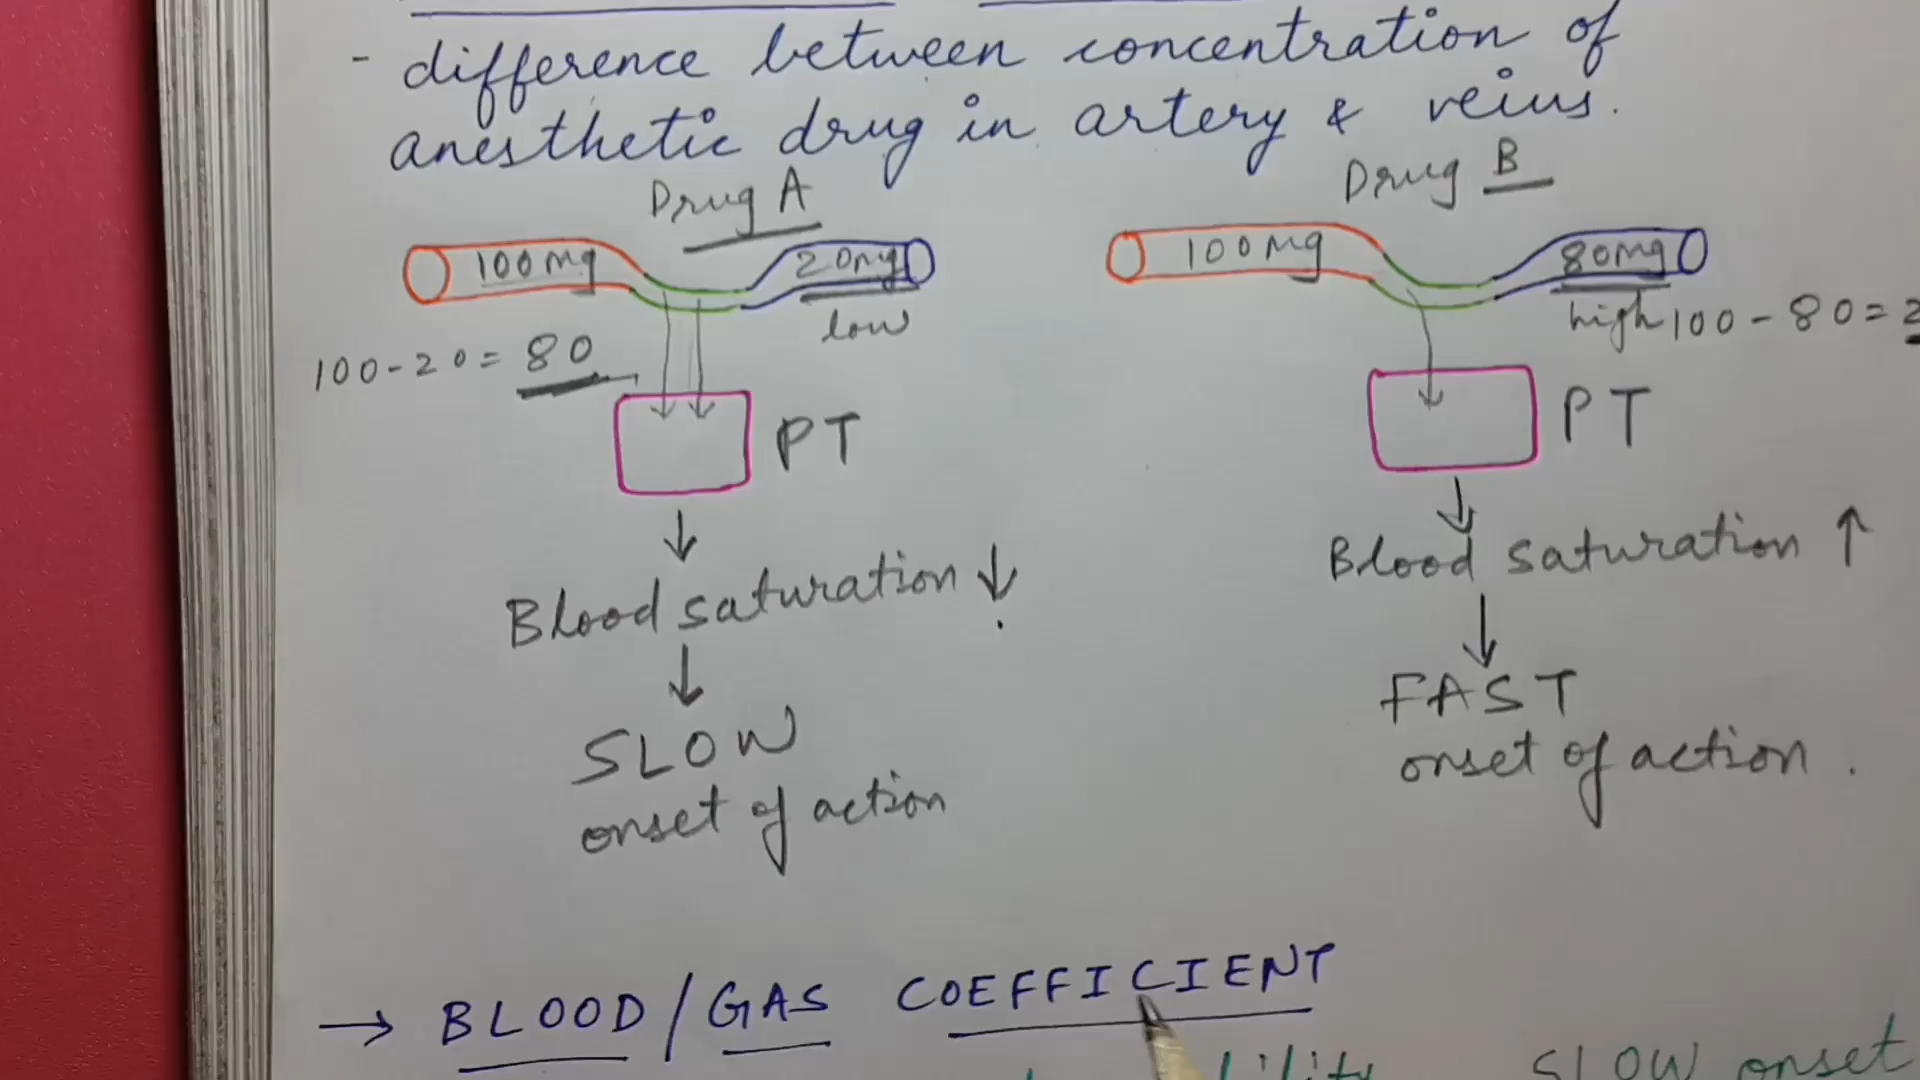 - difference between concentration of
anesthetic drug in artery & veins.
Drug A
100mg
20mg
low
100-20=80
PT
Blood saturation ↓
SLOW
onset of action
Drug B
100mg
80mg
high
100-80=
PT
Blood saturation ↑
FAST
onset of action.
→ BLOOD/GAS COEFFICIENT
SLOW onset